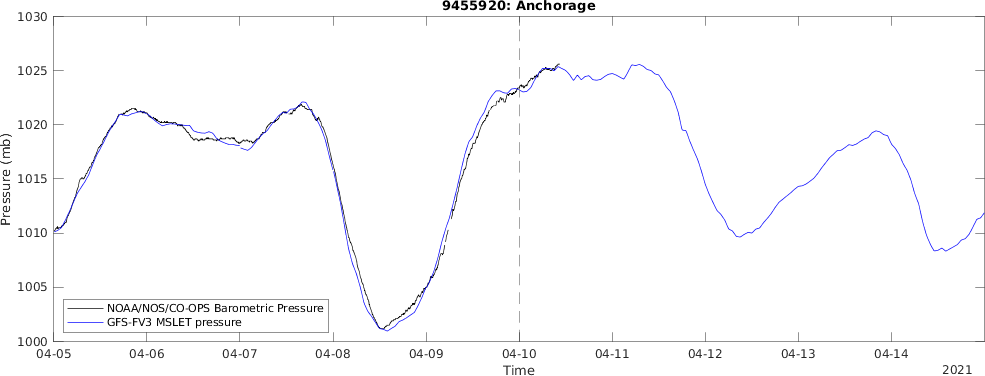 9455920: Anchorage
1030
1025
1020
1015
1010
1005
1000
Pressure (mb)
NOAA/NOS/CO-OPS Barometric Pressure
GFS-FV3 MSLET pressure
04-05 04-06 04-07 04-08 04-09 04-10 04-11 04-12 04-13 04-14
Time
2021